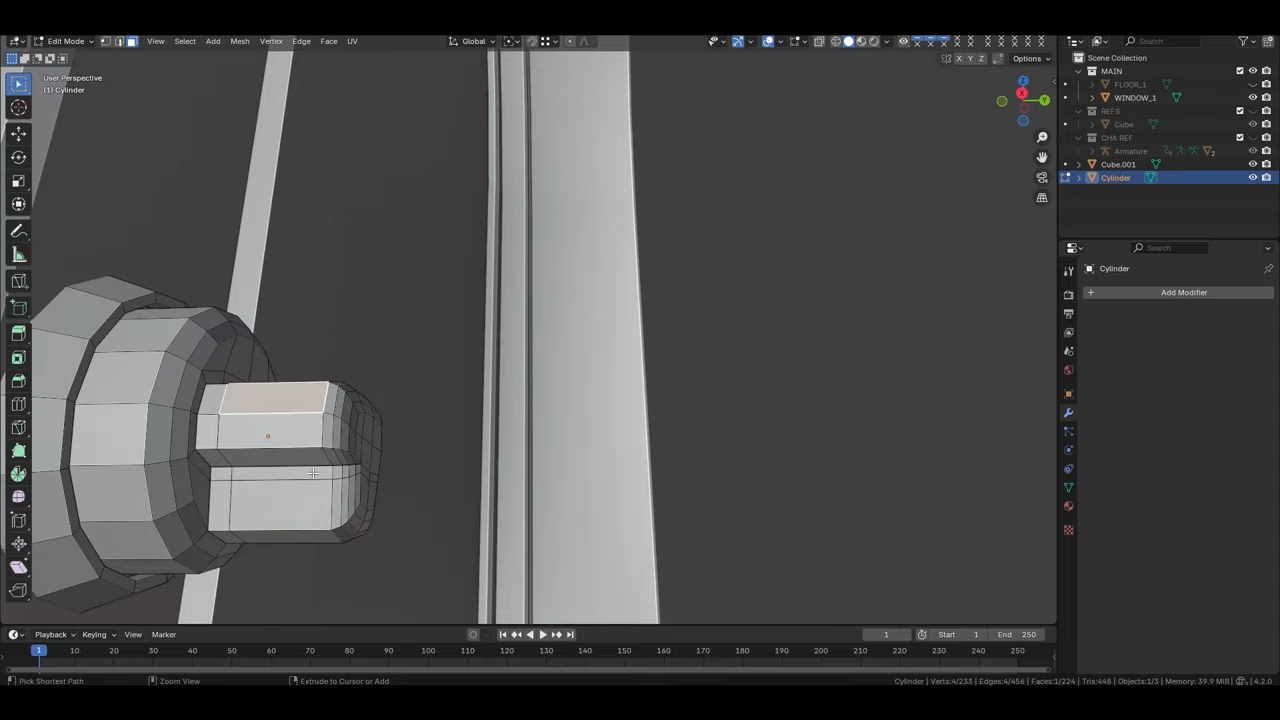 Edit Mode View Select Add Mesh Vertex Edge Face UV Global Search
Options X Y Z
User Perspective
(1) Cylinder
Z
X
Y
Scene Collection
MAIN
FLOOR_1
WINDOW_1
REFS
Cube
CHA REF
Armature 2
Cube.001
Cylinder
Search
Cylinder
+ Add Modifier
Playback Keying View Marker 1 Start 1 End 250
1 10 20 30 40 50 60 70 80 90 100 110 120 130 140 150 160 170 180 190 200 210 220 230 240 250
Pick Shortest Path Zoom View Extrude to Cursor or Add Cylinder | Verts:4/233 | Edges:4/456 | Faces:1/224 | Tris:448 | Objects:1/3 | Memory: 39.9 MiB | 4.2.0